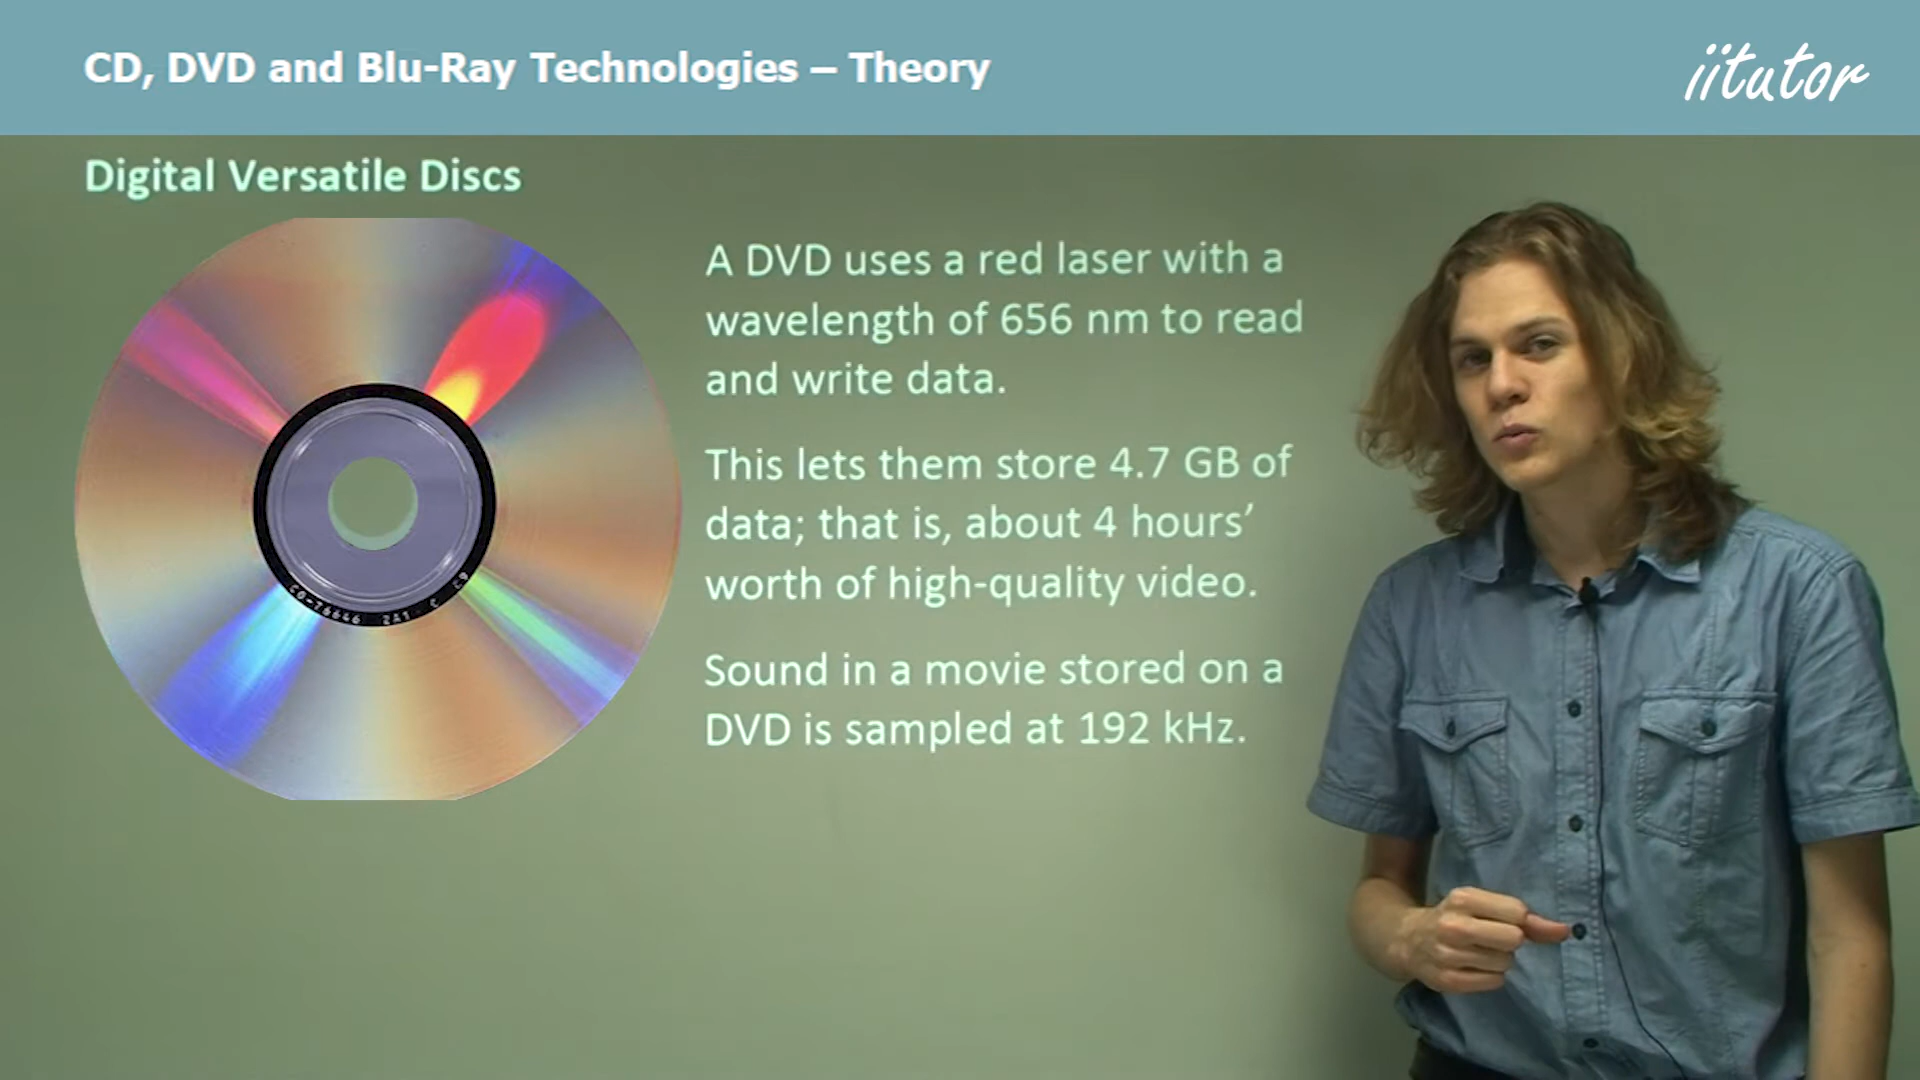 CD, DVD and Blu-Ray Technologies – Theory
iitutor
Digital Versatile Discs
A DVD uses a red laser with a
wavelength of 656 nm to read
and write data.
This lets them store 4.7 GB of
data; that is, about 4 hours’
worth of high-quality video.
Sound in a movie stored on a
DVD is sampled at 192 kHz.